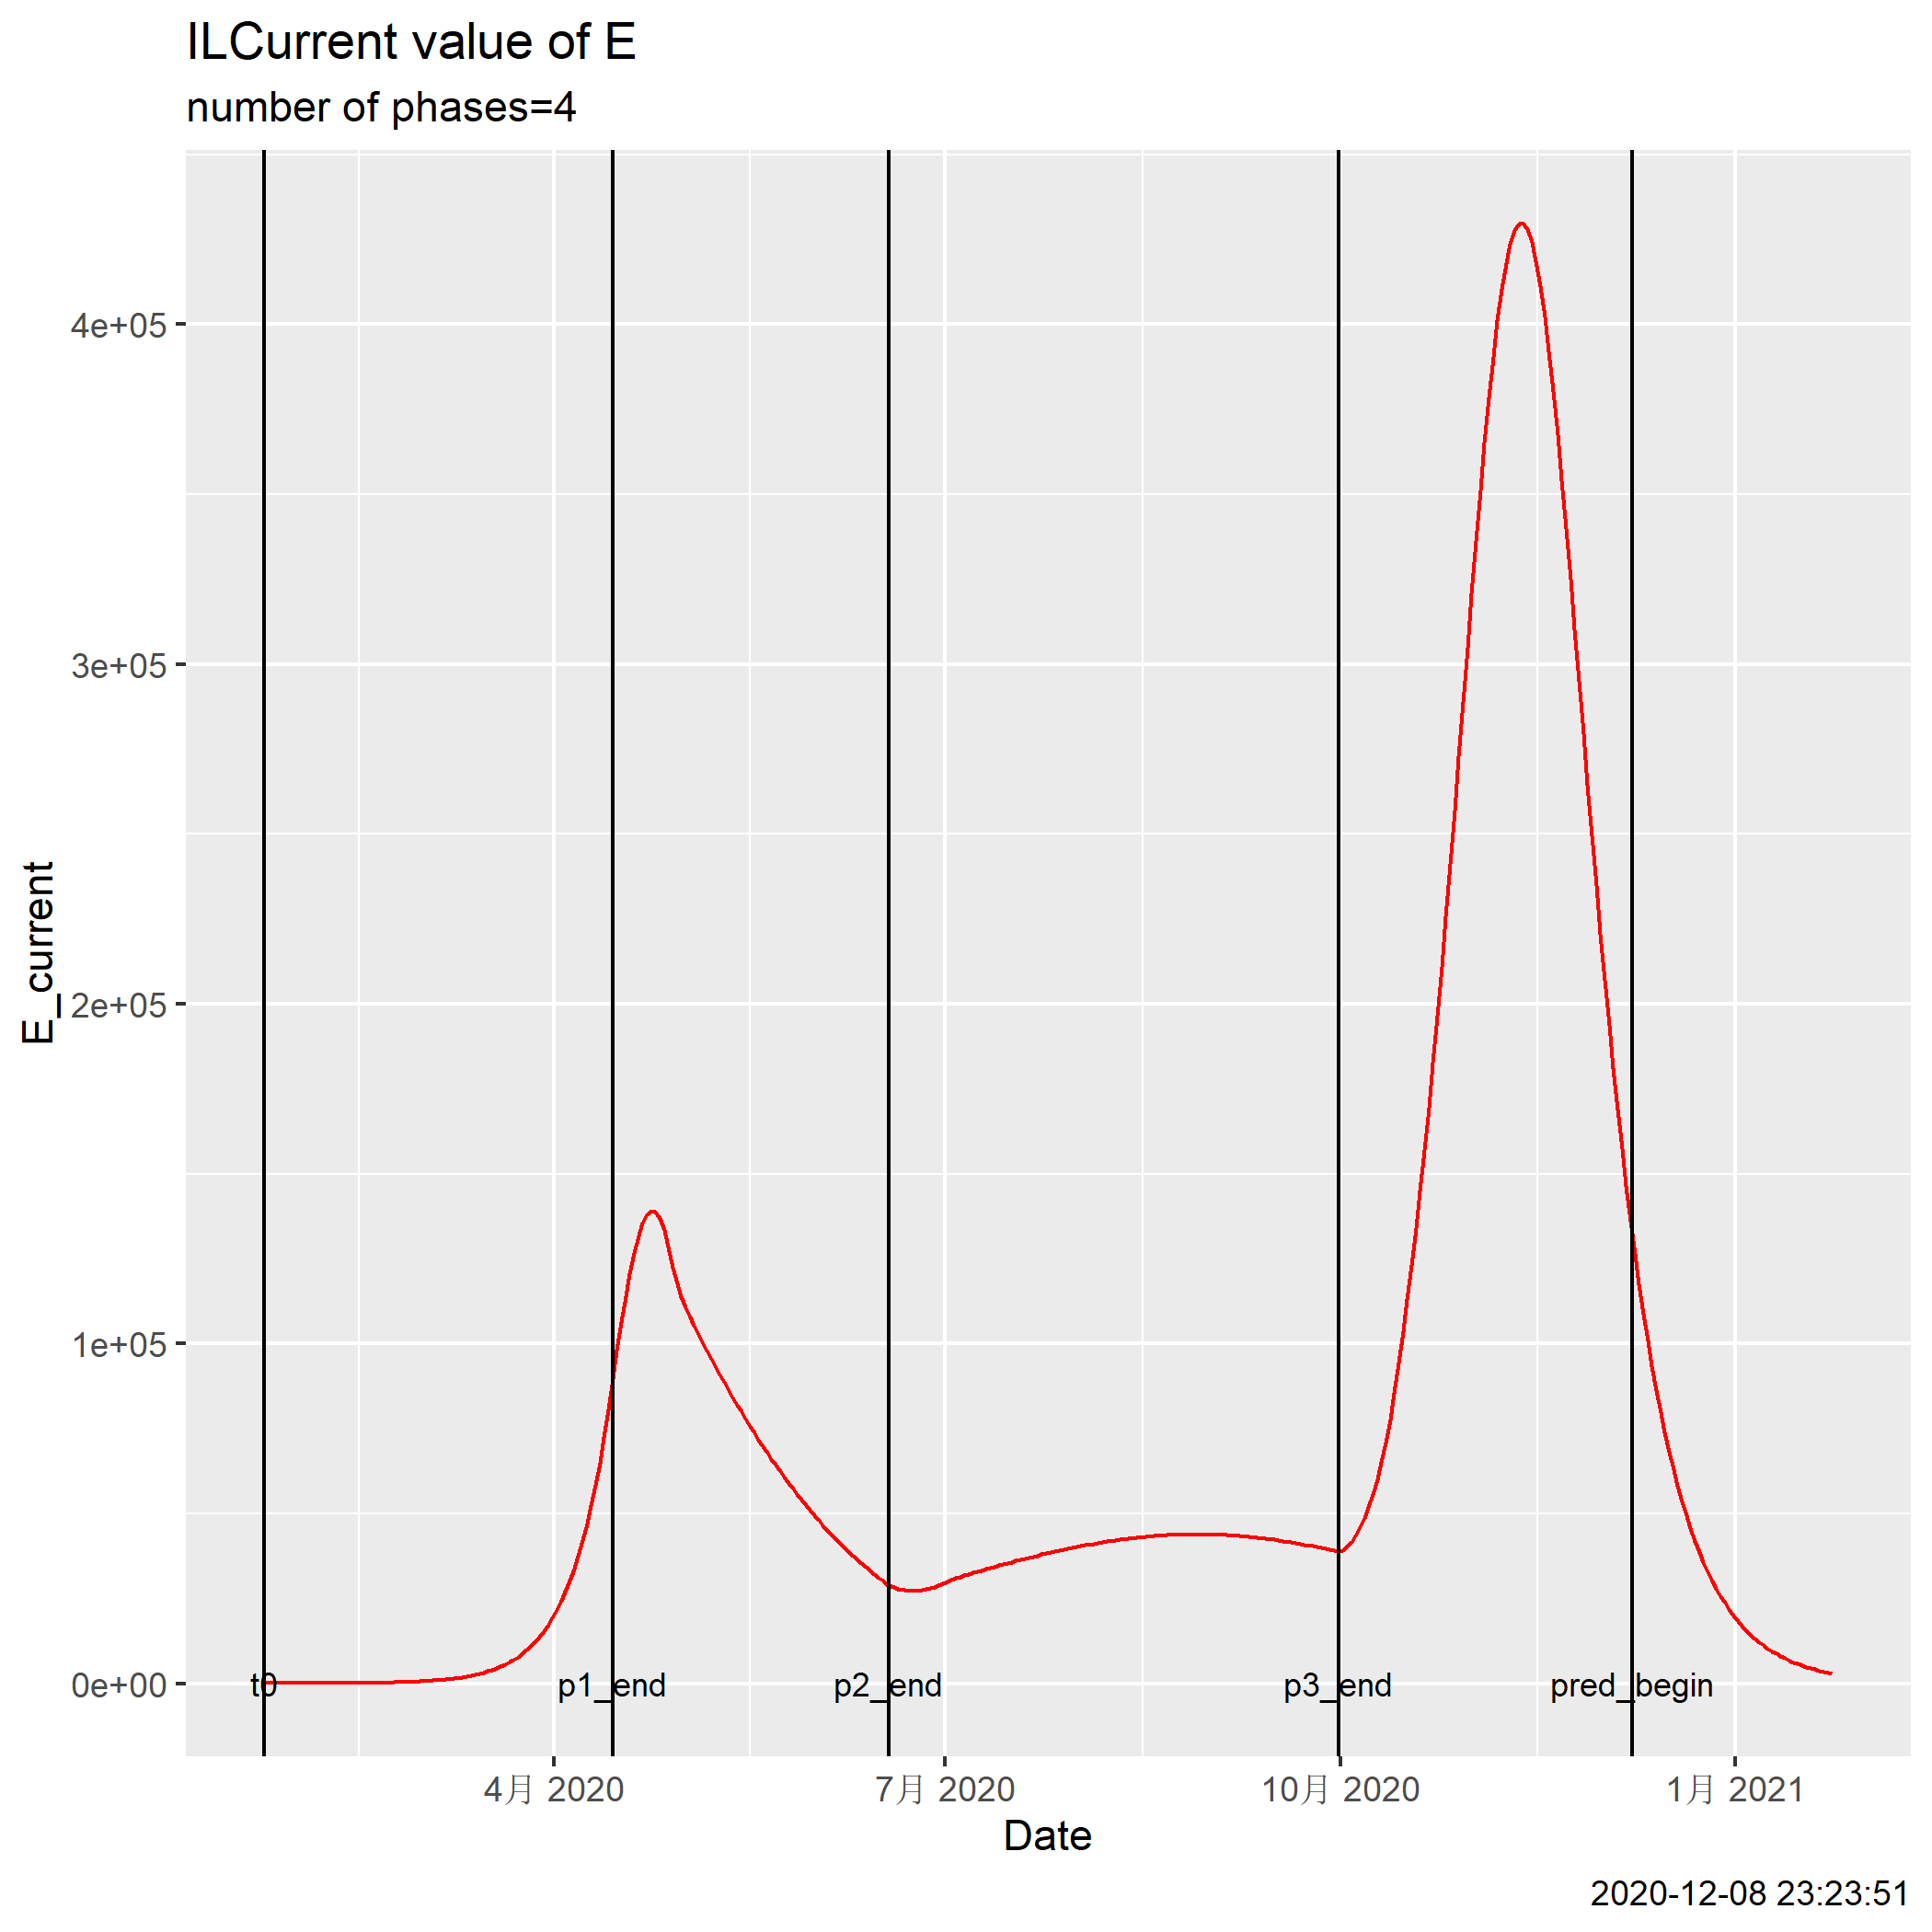 ILCurrent value of E
number of phases=4
E_current
4e+05
3e+05
2e+05
1e+05
0e+00
t0
p1_end
p2_end
p3_end
pred_begin
4月 2020
7月 2020
10月 2020
1月 2021
Date
2020-12-08 23:23:51